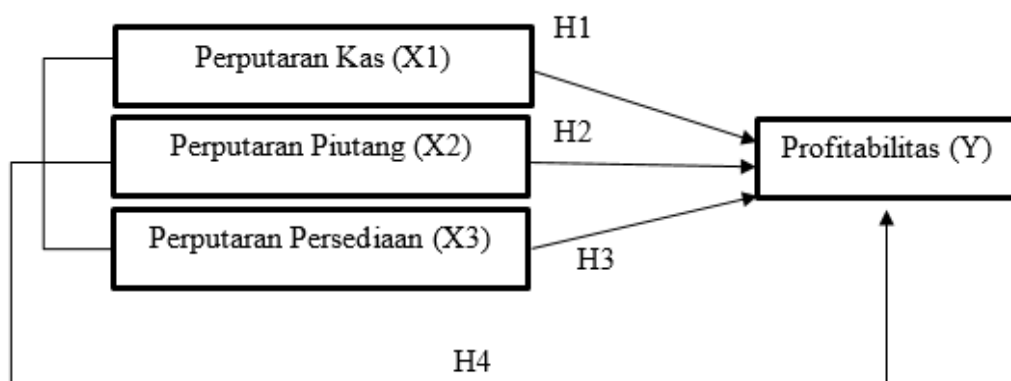 H1
Perputaran Kas (X1)
H2
Perputaran Piutang (X2)
Profitabilitas (Y)
Perputaran Persediaan (X3)
H3
H4